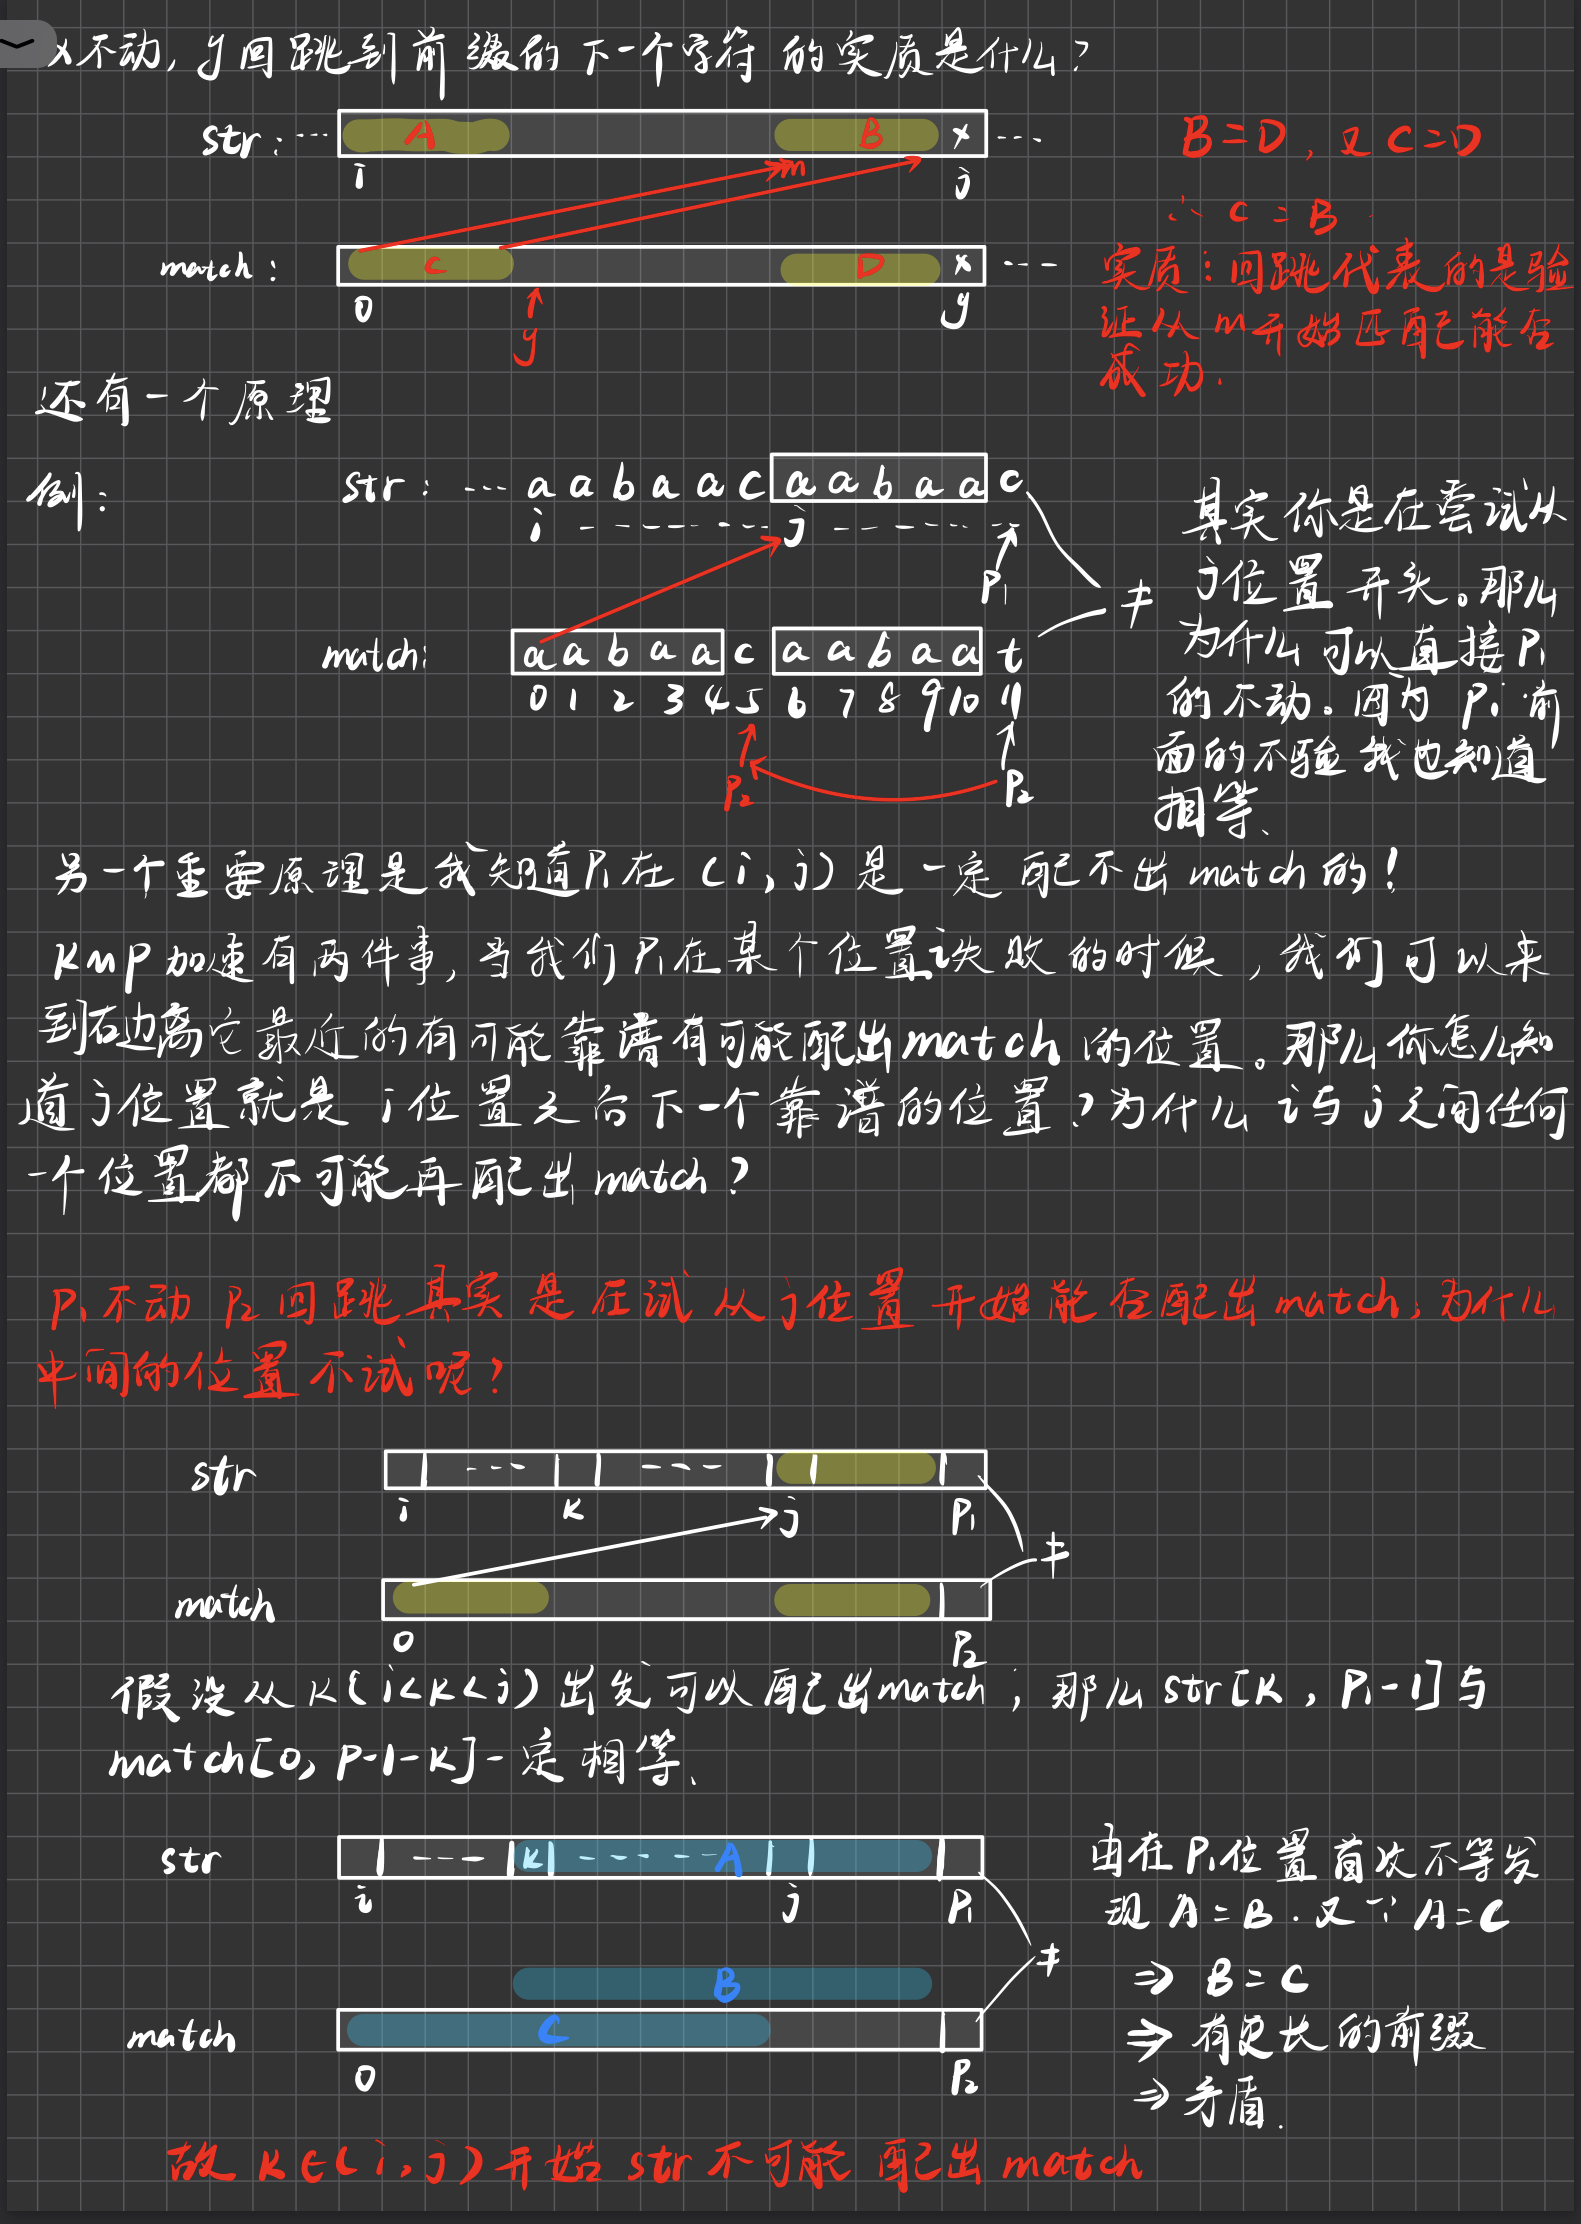 x不动, y回跳到前缀的下一个字符的实质是什么?
str: ··· A B x ···
i m j
B=D, 又C=D
∴ C=B
match: C D x ···
0 y y
实质:回跳代表的是验
证从m开始匹配能否
成功.
还有一个原理
例:
str: ··· a a b a a c a a b a a c
i j
P1
match: a a b a a c a a b a a t
0 1 2 3 4 5 6 7 8 9 10 11
P2 P2
≠
其实你是在尝试从
j位置开头。那么
为什么可以直接P1
的不动。因为P1前
面的不验我也知道
相等、
另一个重要原理是我知道P1在(i,j)是一定配不出match的!
KMP加速有两件事,当我们P1在某个位置i失败的时候,我们可以来
到右边离它最近的有可能靠谱有可能配出match的位置。那么你怎么知
道j位置就是i位置之后下一个靠谱的位置?为什么i与j之间任何
一个位置都不可能再配出match?
P1不动P2回跳其实是在试从j位置开始能否配出match,为什么
中间的位置不试呢?
str --- ---
i K j P1
≠
match
0 P2
假设从K(i<K<j)出发可以配出match,那么str[K, P1-1]与
match[0, P-1-K]一定相等、
str --- K ---- A
i j P1
≠
B
match C
0 P2
由在P1位置首次不等发
现A=B.又∵A=C
⇒ B=C
⇒ 有更长的前缀
⇒ 矛盾.
故K∈(i,j)开始str不可能配出match